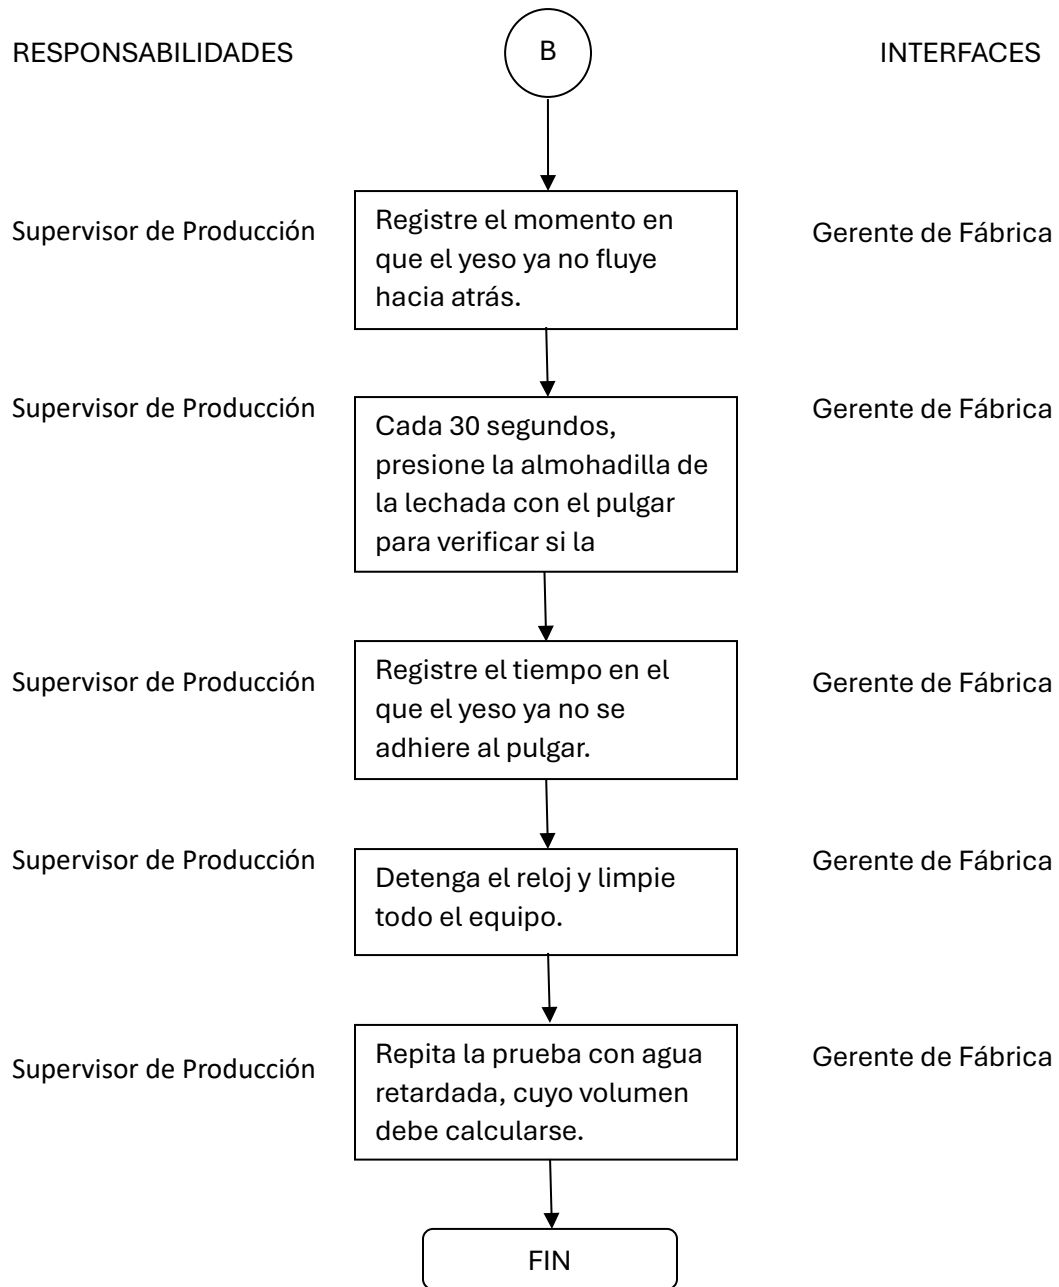 RESPONSABILIDADES
B
INTERFACES
Supervisor de Producción
Registre el momento en
que el yeso ya no fluye
hacia atrás.
Gerente de Fábrica
Supervisor de Producción
Cada 30 segundos,
presione la almohadilla de
la lechada con el pulgar
para verificar si la
Gerente de Fábrica
Supervisor de Producción
Registre el tiempo en el
que el yeso ya no se
adhiere al pulgar.
Gerente de Fábrica
Supervisor de Producción
Detenga el reloj y limpie
todo el equipo.
Gerente de Fábrica
Supervisor de Producción
Repita la prueba con agua
retardada, cuyo volumen
debe calcularse.
Gerente de Fábrica
FIN